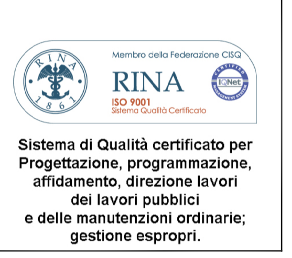 Membro della Federazione CISQ
RINA
1861
RINA
ISO 9001
Sistema Qualità Certificato
CERTIFIED
IQNet
Sistema di Qualità certificato per
Progettazione, programmazione,
affidamento, direzione lavori
dei lavori pubblici
e delle manutenzioni ordinarie;
gestione espropri.